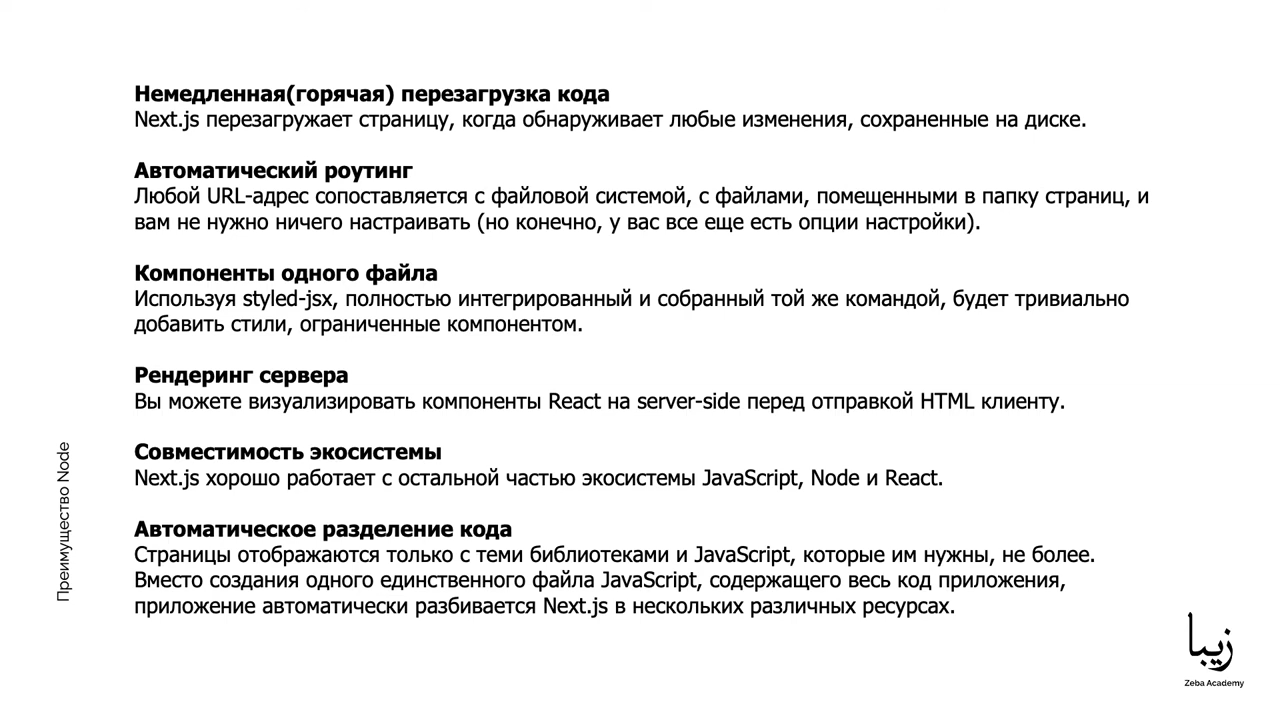 Немедленная(горячая) перезагрузка кода
Next.js перезагружает страницу, когда обнаруживает любые изменения, сохраненные на диске.
Автоматический роутинг
Любой URL-адрес сопоставляется с файловой системой, с файлами, помещенными в папку страниц, и
вам не нужно ничего настраивать (но конечно, у вас все еще есть опции настройки).
Компоненты одного файла
Используя styled-jsx, полностью интегрированный и собранный той же командой, будет тривиально
добавить стили, ограниченные компонентом.
Рендеринг сервера
Вы можете визуализировать компоненты React на server-side перед отправкой HTML клиенту.
Совместимость экосистемы
Next.js хорошо работает с остальной частью экосистемы JavaScript, Node и React.
Автоматическое разделение кода
Страницы отображаются только с теми библиотеками и JavaScript, которые им нужны, не более.
Вместо создания одного единственного файла JavaScript, содержащего весь код приложения,
приложение автоматически разбивается Next.js в нескольких различных ресурсах.
Преимущество Node
زیبا
Zeba Academy